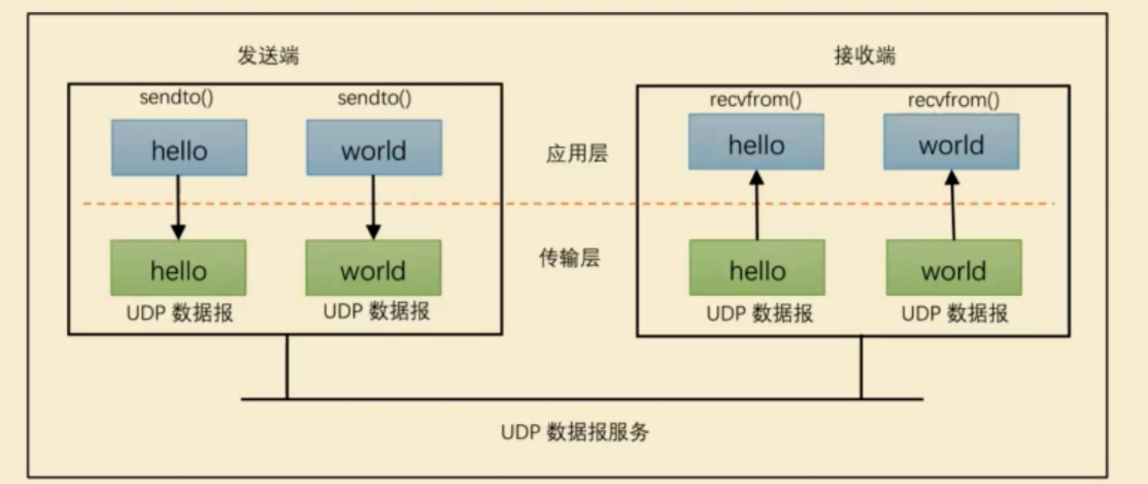 发送端
接收端
sendto()
sendto()
recvfrom()
recvfrom()
hello
world
应用层
hello
world
hello
world
传输层
hello
world
UDP 数据报
UDP 数据报
UDP 数据报
UDP 数据报
UDP 数据报服务